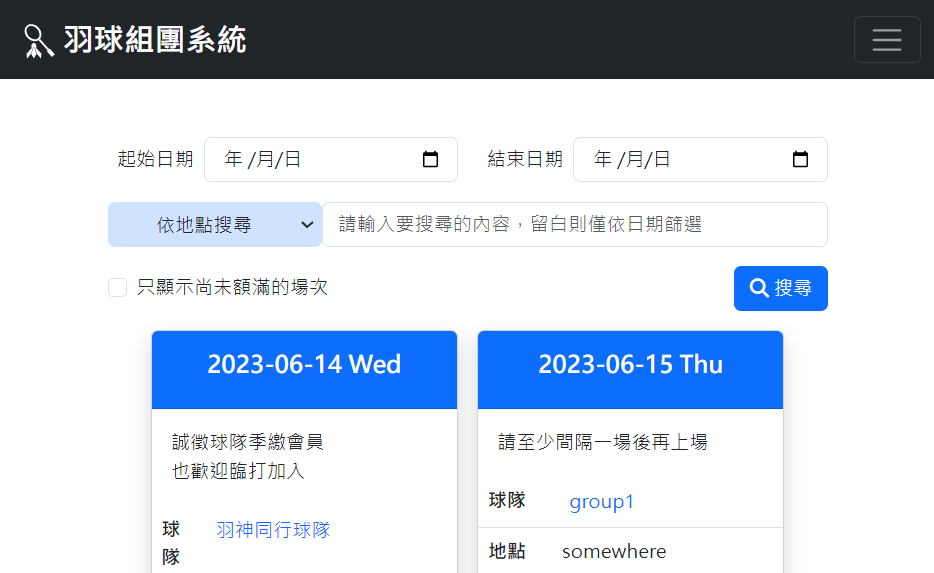 羽球組團系統
起始日期 年 /月/日 結束日期 年 /月/日
依地點搜尋 請輸入要搜尋的內容，留白則僅依日期篩選
只顯示尚未額滿的場次 搜尋
2023-06-14 Wed
誠徵球隊季繳會員
也歡迎臨打加入
球隊 羽神同行球隊
2023-06-15 Thu
請至少間隔一場後再上場
球隊 group1
地點 somewhere